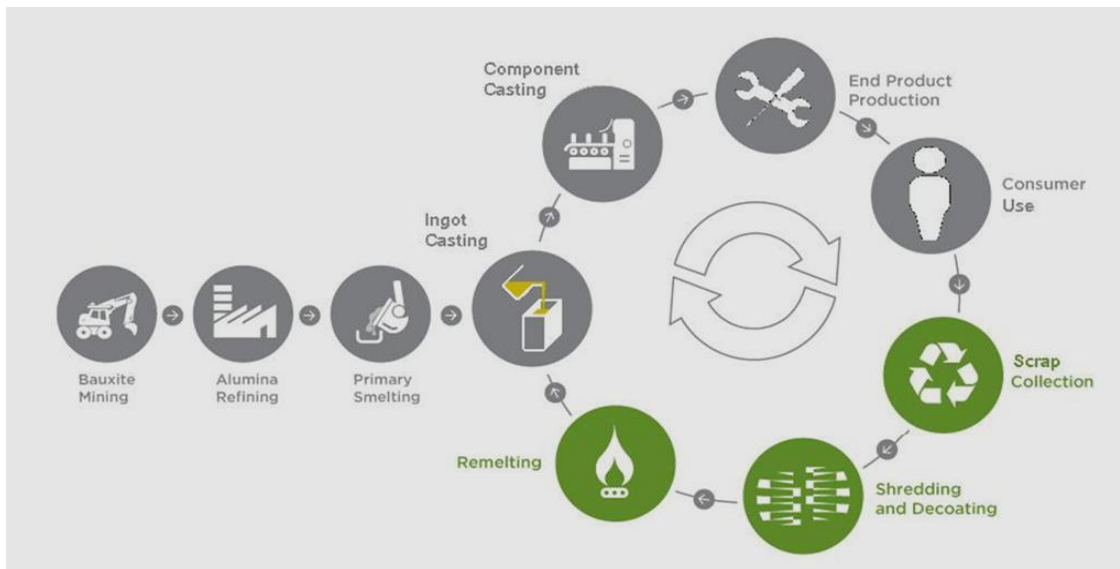 Component
Casting
End Product
Production
Consumer
Use
Ingot
Casting
Bauxite
Mining
Alumina
Refining
Primary
Smelting
Scrap
Collection
Remelting
Shredding
and Decoating